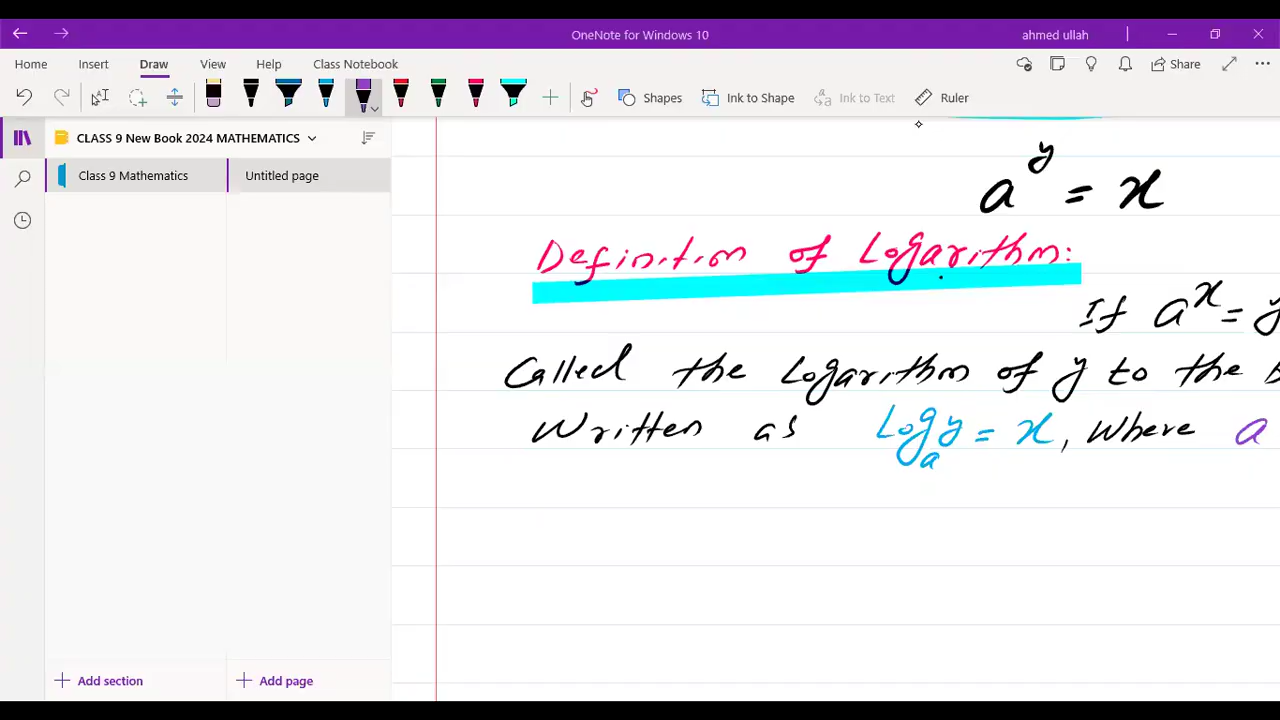 OneNote for Windows 10
ahmed ullah
Home Insert Draw View Help Class Notebook Share
Shapes Ink to Shape Ink to Text Ruler
CLASS 9 New Book 2024 MATHEMATICS
Class 9 Mathematics
Untitled page
a^y = x
Definition of Logarithm:
If a^x = y
Called the Logarithm of y to the b
Written as Log_a y = x, Where a
Add section
Add page